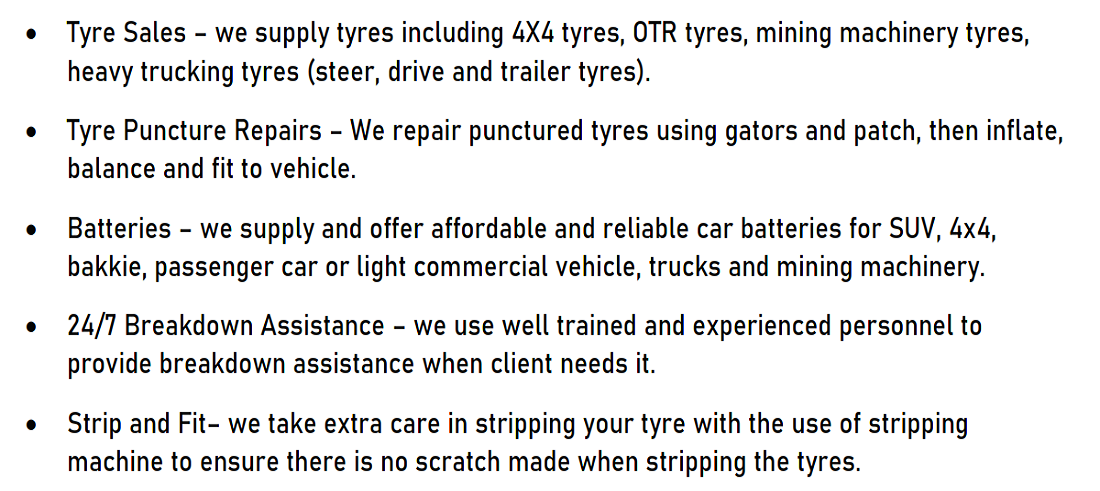 • Tyre Sales – we supply tyres including 4X4 tyres, OTR tyres, mining machinery tyres,
heavy trucking tyres (steer, drive and trailer tyres).
• Tyre Puncture Repairs – We repair punctured tyres using gators and patch, then inflate,
balance and fit to vehicle.
• Batteries – we supply and offer affordable and reliable car batteries for SUV, 4x4,
bakkie, passenger car or light commercial vehicle, trucks and mining machinery.
• 24/7 Breakdown Assistance – we use well trained and experienced personnel to
provide breakdown assistance when client needs it.
• Strip and Fit– we take extra care in stripping your tyre with the use of stripping
machine to ensure there is no scratch made when stripping the tyres.